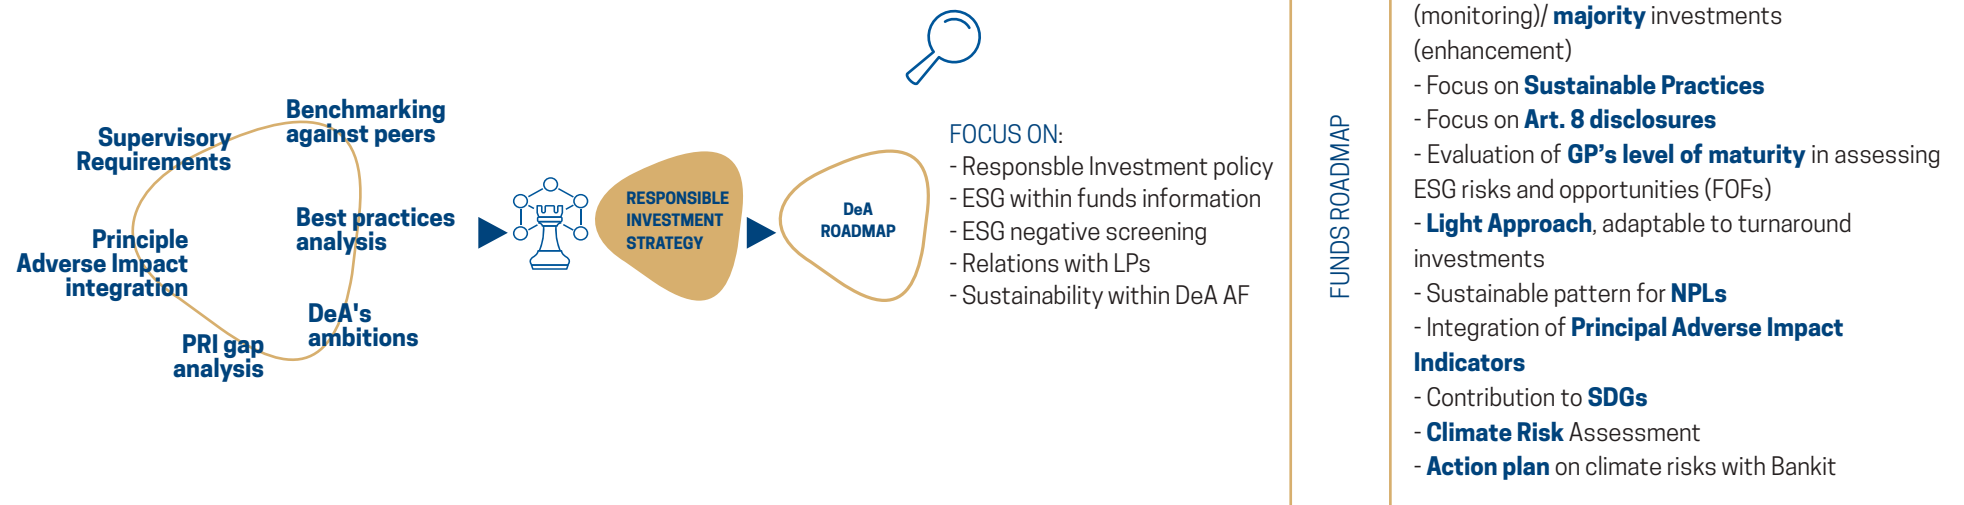 Benchmarking
against peers
Supervisory
Requirements
Best practices
analysis
Principle
Adverse Impact
integration
DeA's
ambitions
PRI gap
analysis
RESPONSIBLE
INVESTMENT
STRATEGY
DeA
ROADMAP
FOCUS ON:
- Responsble Investment policy
- ESG within funds information
- ESG negative screening
- Relations with LPs
- Sustainability within DeA AF
FUNDS ROADMAP
(monitoring)/ majority investments
(enhancement)
- Focus on Sustainable Practices
- Focus on Art. 8 disclosures
- Evaluation of GP’s level of maturity in assessing
ESG risks and opportunities (FOFs)
- Light Approach, adaptable to turnaround
investments
- Sustainable pattern for NPLs
- Integration of Principal Adverse Impact
Indicators
- Contribution to SDGs
- Climate Risk Assessment
- Action plan on climate risks with Bankit